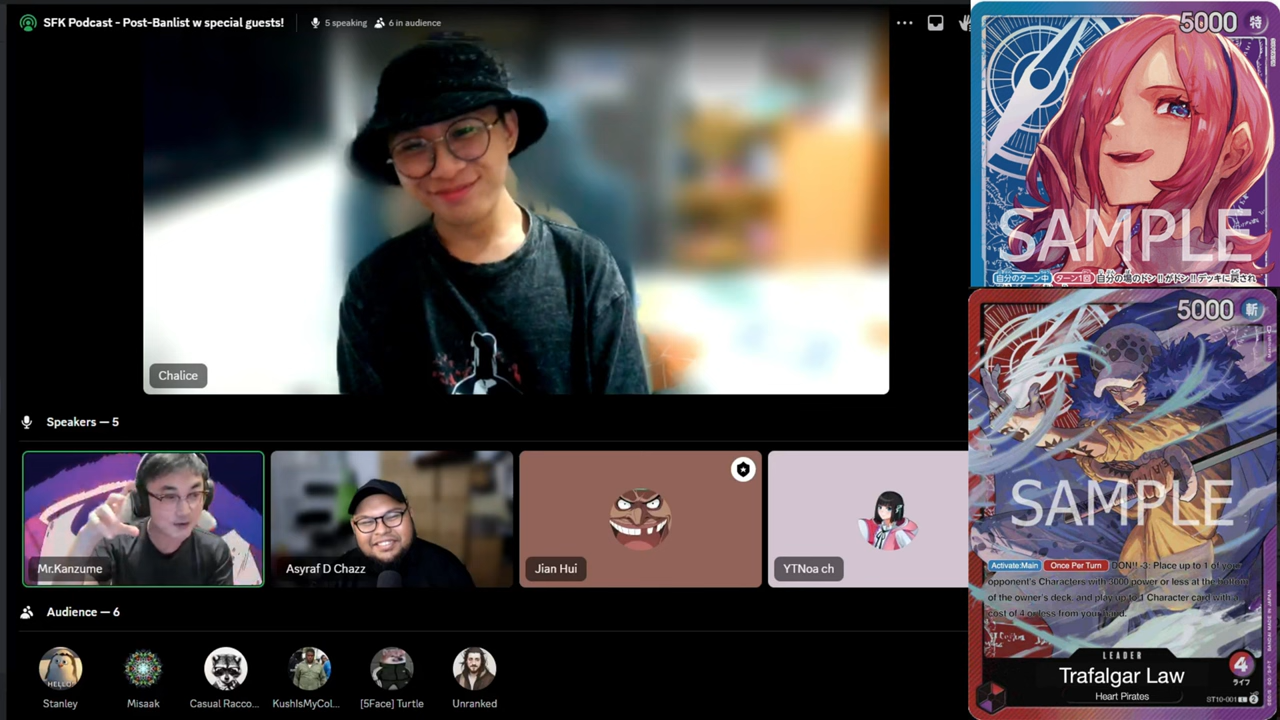 SFK Podcast - Post-Banlist w special guests!
5 speaking
6 in audience
Chalice
Speakers — 5
Mr.Kanzume
Asyraf D Chazz
Jian Hui
YTNoa ch
Audience — 6
HELLO!
Stanley
Misaak
Casual Racco...
KushIsMyCol...
[5Face] Turtle
Unranked
5000 特
SAMPLE
自分のターン中 ターン1回 自分の場のドン!!がドン!!デッキに戻され
5000 斬
SAMPLE
Activate:Main Once Per Turn DON!! -3: Place up to 1 of your
opponent's Characters with 3000 power or less at the bottom
of the owner's deck, and play up to 1 Character card with a
cost of 4 or less from your hand.
LEADER
Trafalgar Law
Heart Pirates
4
ライフ
ST10-001 L 2